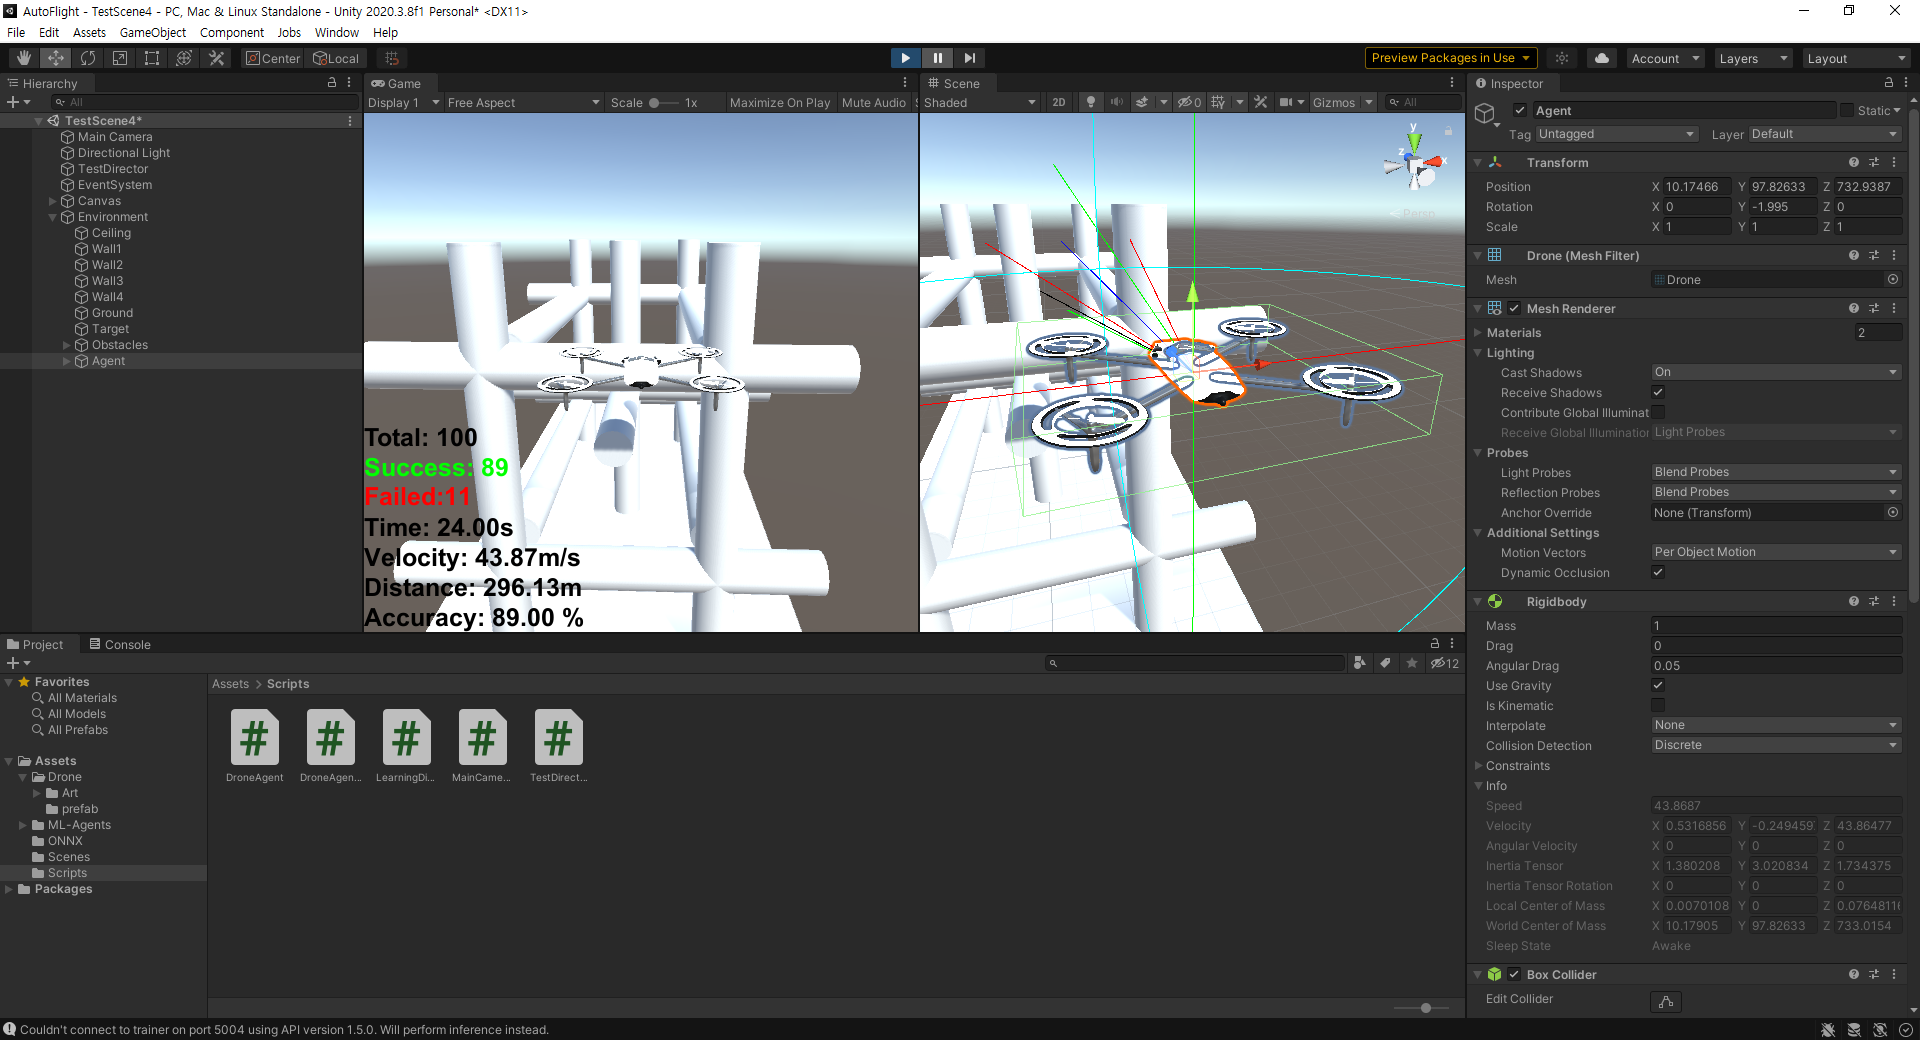 AutoFlight - TestScene4 - PC, Mac & Linux Standalone - Unity 2020.3.8f1 Personal* <DX11>
File Edit Assets GameObject Component Jobs Window Help
Center Local Preview Packages in Use Account Layers Layout
Hierarchy
All
TestScene4*
Main Camera
Directional Light
TestDirector
EventSystem
Canvas
Environment
Ceiling
Wall1
Wall2
Wall3
Wall4
Ground
Target
Obstacles
Agent
Game
Display 1 Free Aspect Scale 1x Maximize On Play Mute Audio S
Total: 100
Success: 89
Failed:11
Time: 24.00s
Velocity: 43.87m/s
Distance: 296.13m
Accuracy: 89.00 %
Scene
Shaded 2D 0 Gizmos All
y
z x
Persp
Inspector
Agent Static
Tag Untagged Layer Default
Transform
Position X 10.17466 Y 97.82633 Z 732.9387
Rotation X 0 Y -1.995 Z 0
Scale X 1 Y 1 Z 1
Drone (Mesh Filter)
Mesh Drone
Mesh Renderer
Materials 2
Lighting
Cast Shadows On
Receive Shadows
Contribute Global Illuminat
Receive Global Illumination Light Probes
Probes
Light Probes Blend Probes
Reflection Probes Blend Probes
Anchor Override None (Transform)
Additional Settings
Motion Vectors Per Object Motion
Dynamic Occlusion
Rigidbody
Mass 1
Drag 0
Angular Drag 0.05
Use Gravity
Is Kinematic
Interpolate None
Collision Detection Discrete
Constraints
Info
Speed 43.8687
Velocity X 0.5316856 Y -0.249459 Z 43.86477
Angular Velocity X 0 Y 0 Z 0
Inertia Tensor X 1.380208 Y 3.020834 Z 1.734375
Inertia Tensor Rotation X 0 Y 0 Z 0
Local Center of Mass X 0.0070108 Y 0 Z 0.0764811
World Center of Mass X 10.17905 Y 97.82633 Z 733.0154
Sleep State Awake
Box Collider
Edit Collider
Project Console
12
Favorites
All Materials
All Models
All Prefabs
Assets
Drone
Art
prefab
ML-Agents
ONNX
Scenes
Scripts
Packages
Assets > Scripts
DroneAgent DroneAgen... LearningDi... MainCame... TestDirect...
Couldn't connect to trainer on port 5004 using API version 1.5.0. Will perform inference instead.